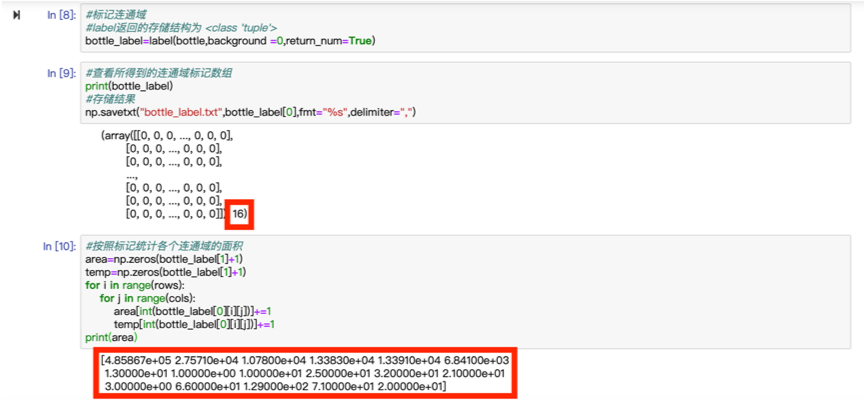 In [8]: #标记连通域
#label返回的存储结构为 <class 'tuple'>
bottle_label=label(bottle,background =0,return_num=True)
In [9]: #查看所得到的连通域标记数组
print(bottle_label)
#存储结果
np.savetxt("bottle_label.txt",bottle_label[0],fmt="%s",delimiter=",")
(array([[0, 0, 0, ..., 0, 0, 0],
[0, 0, 0, ..., 0, 0, 0],
[0, 0, 0, ..., 0, 0, 0],
...,
[0, 0, 0, ..., 0, 0, 0],
[0, 0, 0, ..., 0, 0, 0],
[0, 0, 0, ..., 0, 0, 0]]), 16)
In [10]: #按照标记统计各个连通域的面积
area=np.zeros(bottle_label[1]+1)
temp=np.zeros(bottle_label[1]+1)
for i in range(rows):
for j in range(cols):
area[int(bottle_label[0][i][j])]+=1
temp[int(bottle_label[0][i][j])]+=1
print(area)
[4.85867e+05 2.75710e+04 1.07800e+04 1.33830e+04 1.33910e+04 6.84100e+03
1.30000e+01 1.00000e+00 1.00000e+01 2.50000e+01 3.20000e+01 2.10000e+01
3.00000e+00 6.60000e+01 1.29000e+02 7.10000e+01 2.00000e+01]